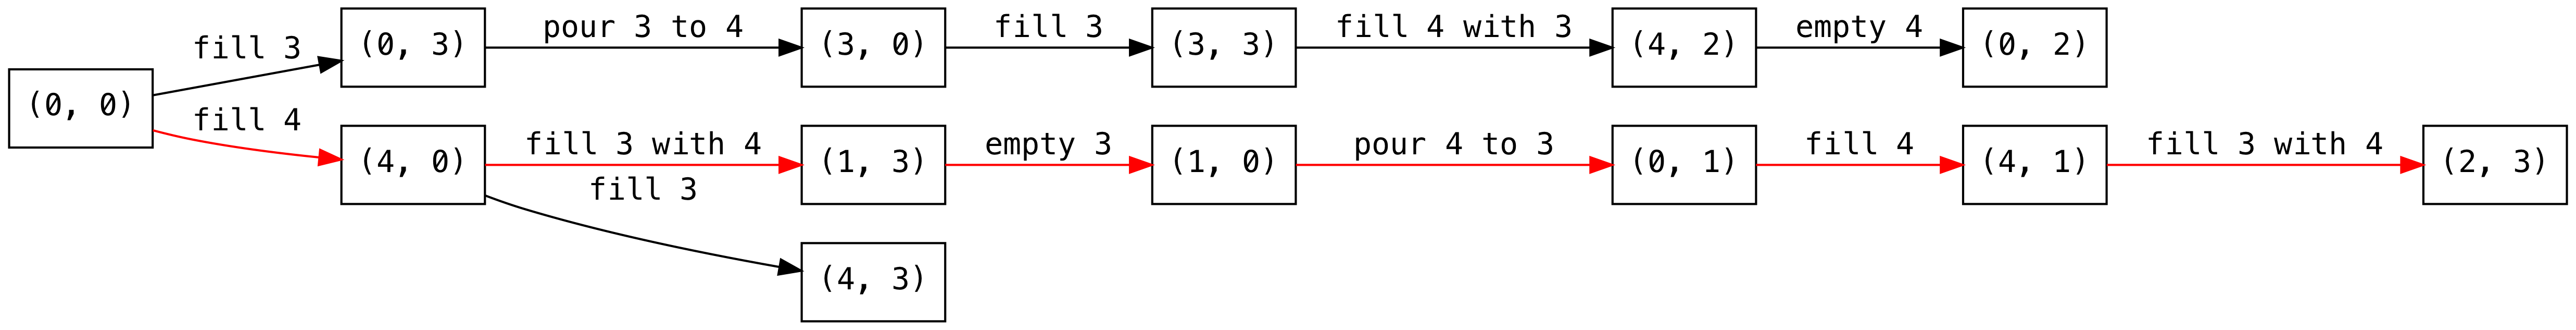 (0, 0)
fill 3
(0, 3)
pour 3 to 4
(3, 0)
fill 3
(3, 3)
fill 4 with 3
(4, 2)
empty 4
(0, 2)
fill 4
(4, 0)
fill 3 with 4
(1, 3)
empty 3
(1, 0)
pour 4 to 3
(0, 1)
fill 4
(4, 1)
fill 3 with 4
(2, 3)
fill 3
(4, 3)